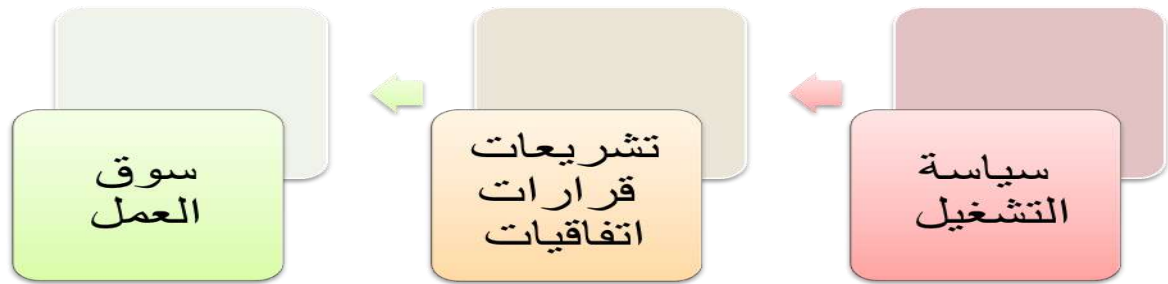 سياسة
التشغيل
تشريعات
قرارات
اتفاقيات
سوق
العمل